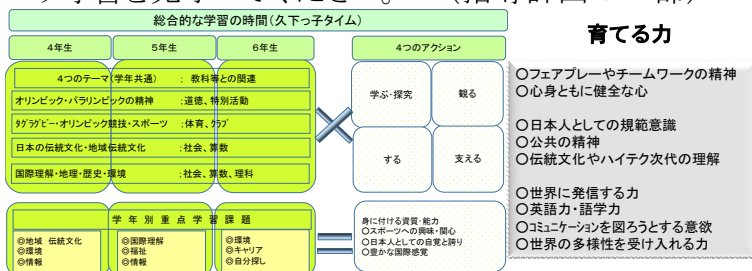 総合的な学習の時間(久下っ子タイム)
4年生
5年生
6年生
4つのテーマ(学年共通) : 教科等との関連
オリンピック・パラリンピックの精神 :道徳、特別活動
タグラグビー・オリンピック競技・スポーツ :体育、クラブ
日本の伝統文化・地域伝統文化 :社会、算数
国際理解・地理・歴史・環境 :社会、算数、理科
学年別重点学習課題
◎地域 伝統文化
◎環境
◎情報
◎国際理解
◎福祉
◎情報
◎環境
◎キャリア
◎自分探し
4つのアクション
学ぶ・探究
観る
する
支える
身に付ける資質・能力
○スポーツへの興味・関心
○日本人としての自覚と誇り
○豊かな国際感覚
育てる力
○フェアプレーやチームワークの精神
○心身ともに健全な心
○日本人としての規範意識
○公共の精神
○伝統文化やハイテク次代の理解
○世界に発信する力
○英語力・語学力
○コミュニケーションを図ろうとする意欲
○世界の多様性を受け入れる力